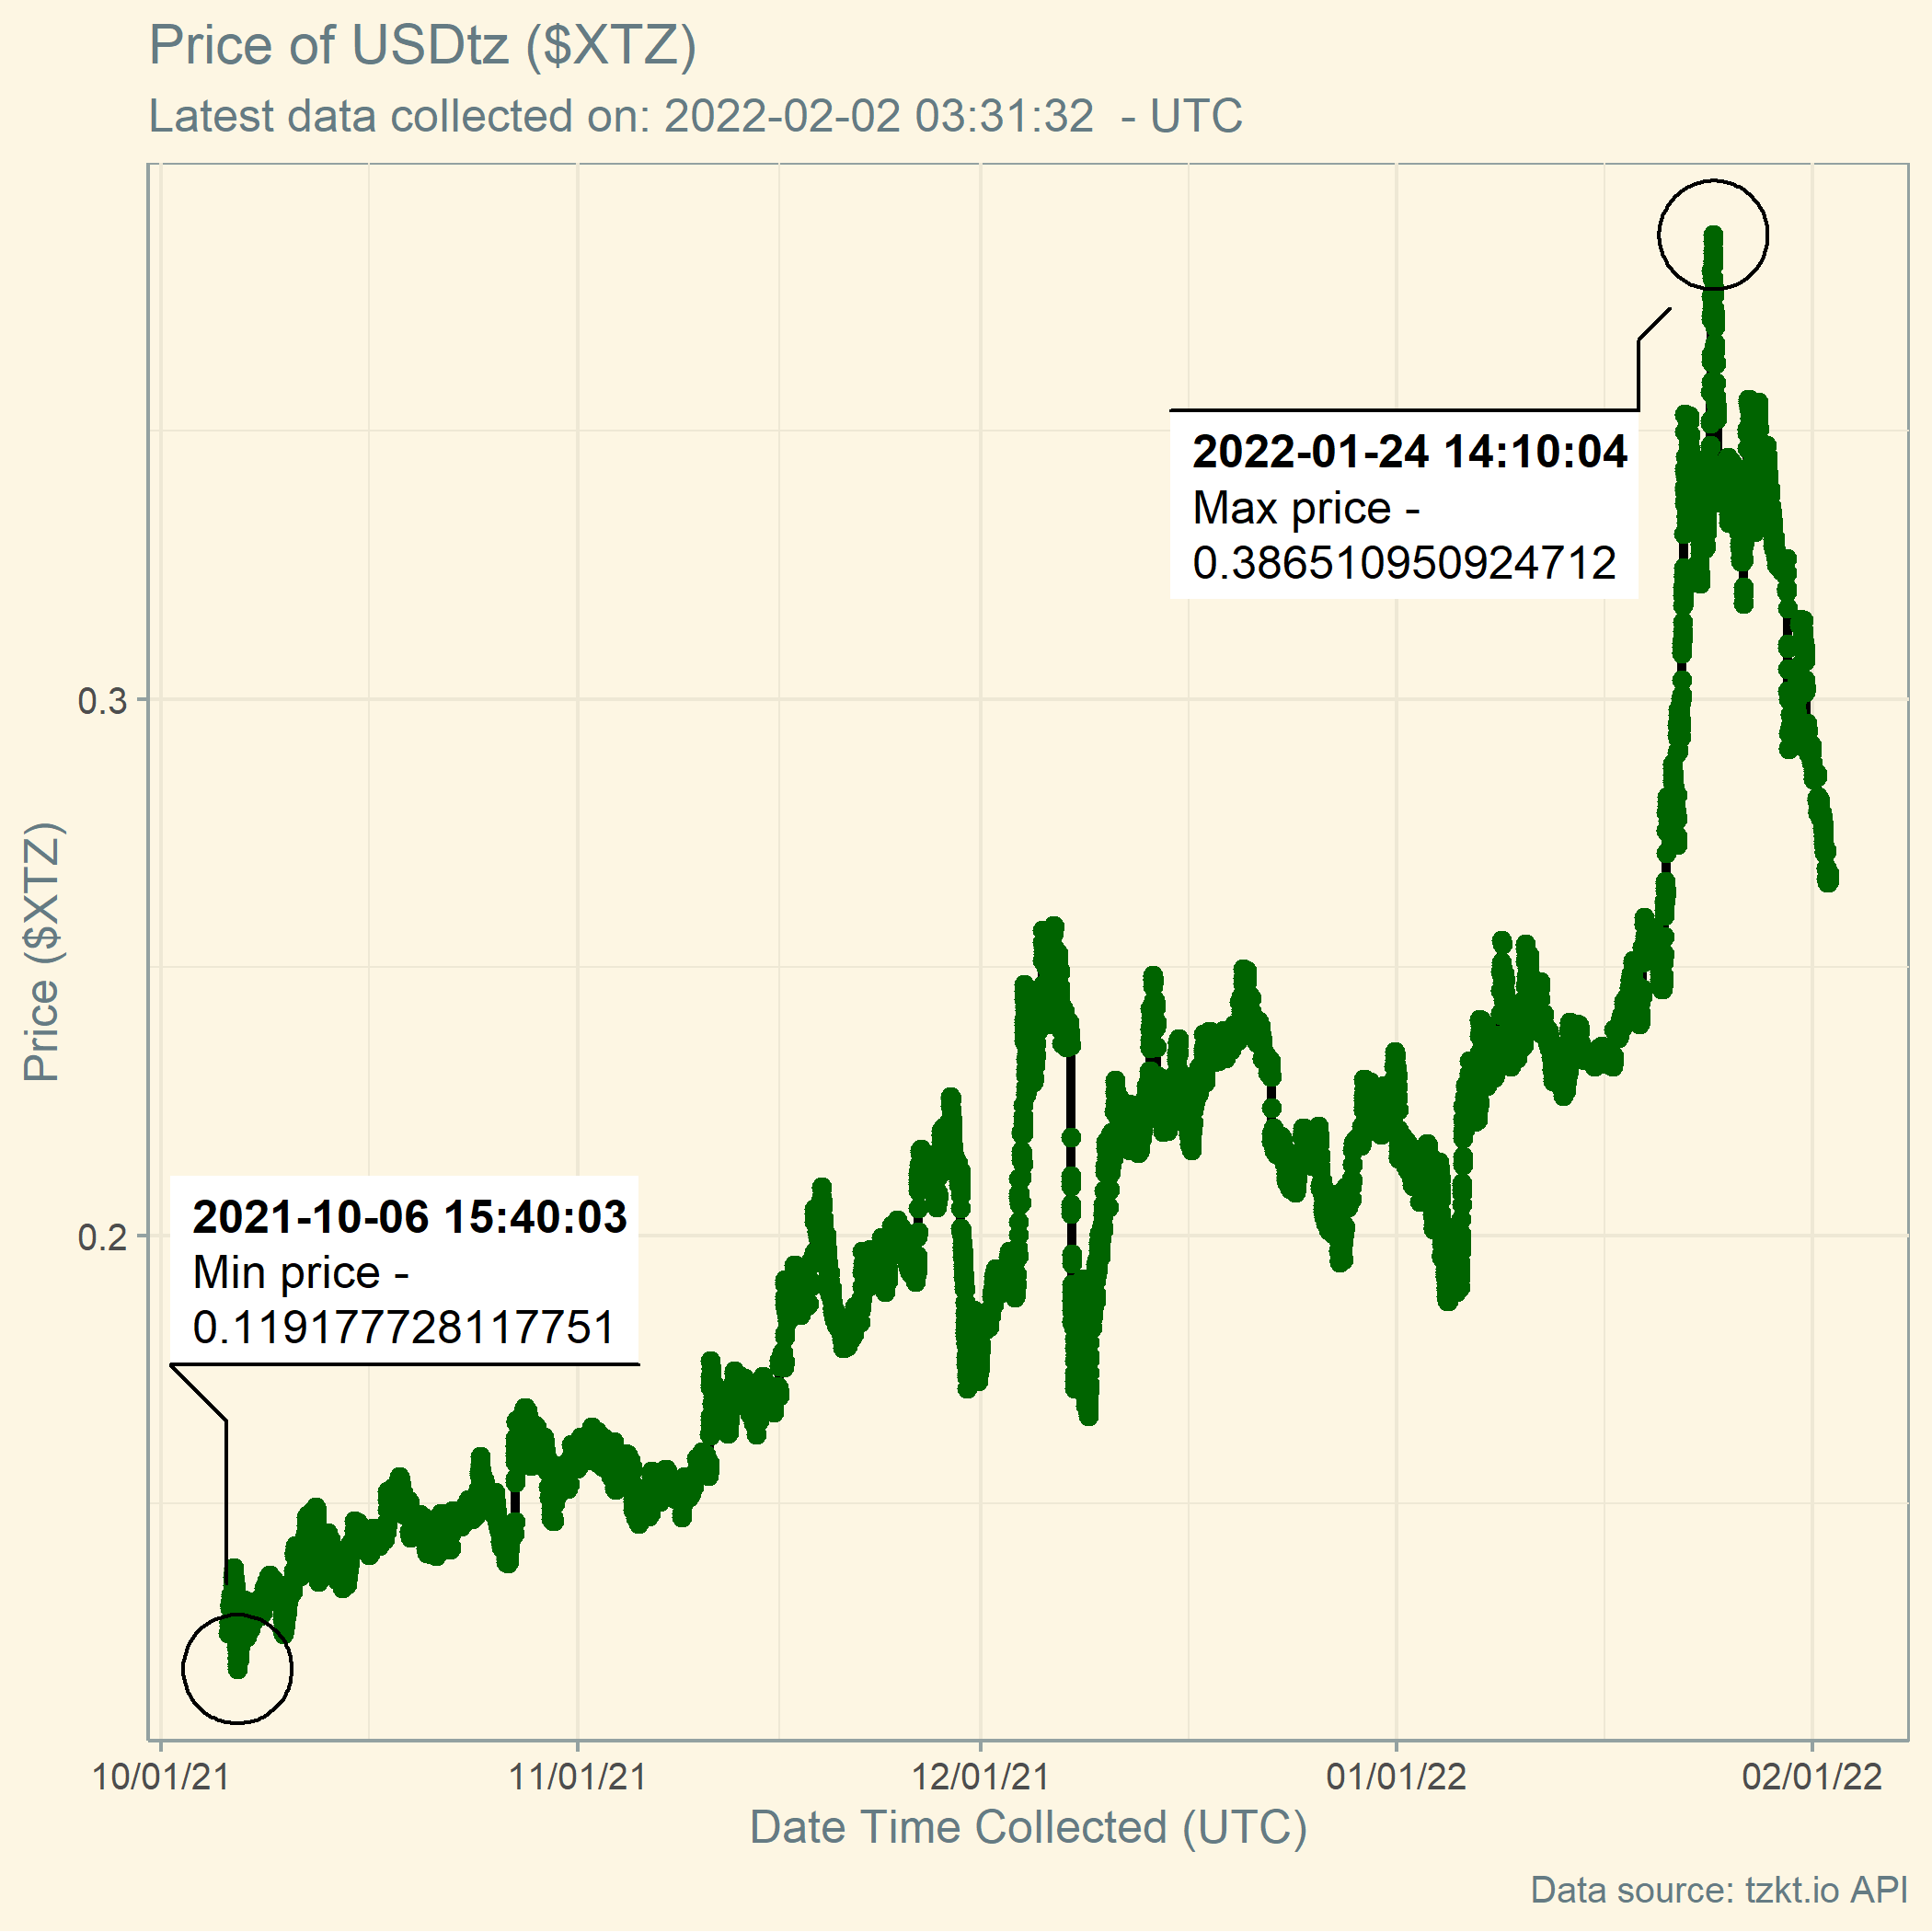 Price of USDtz ($XTZ)
Latest data collected on: 2022-02-02 03:31:32  - UTC
2022-01-24 14:10:04
Max price -
0.386510950924712
0.3
Price ($XTZ)
2021-10-06 15:40:03
Min price -
0.119177728117751
0.2
10/01/21 11/01/21 12/01/21 01/01/22 02/01/22
Date Time Collected (UTC)
Data source: tzkt.io API